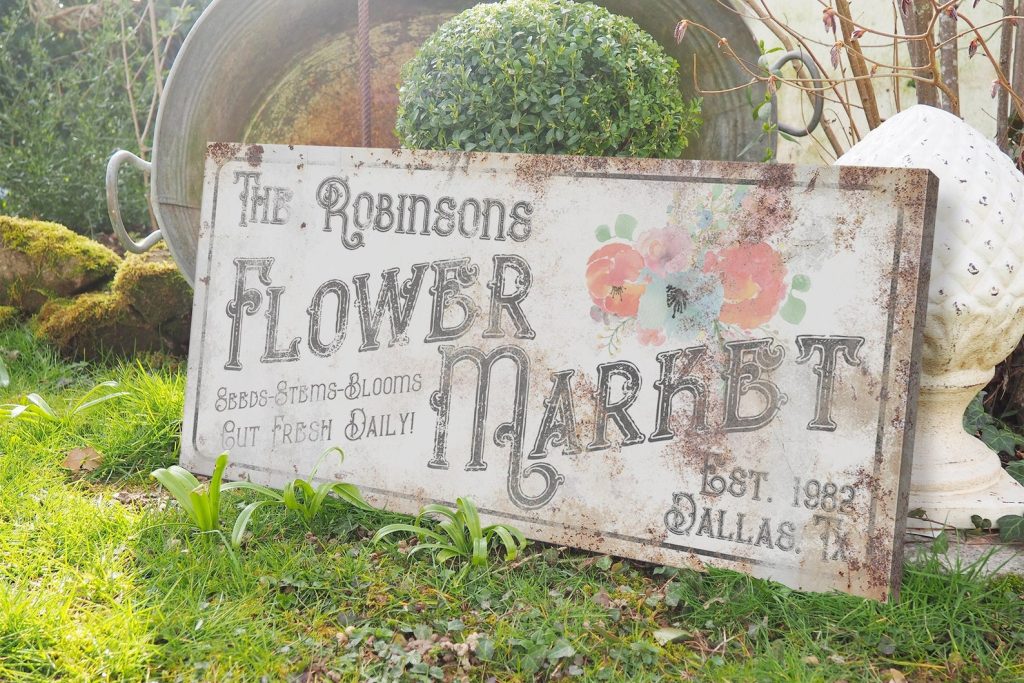 The Robinsons
Flower
Market
Seeds-Stems-Blooms
Cut Fresh Daily!
Est. 1982
Dallas, Tx